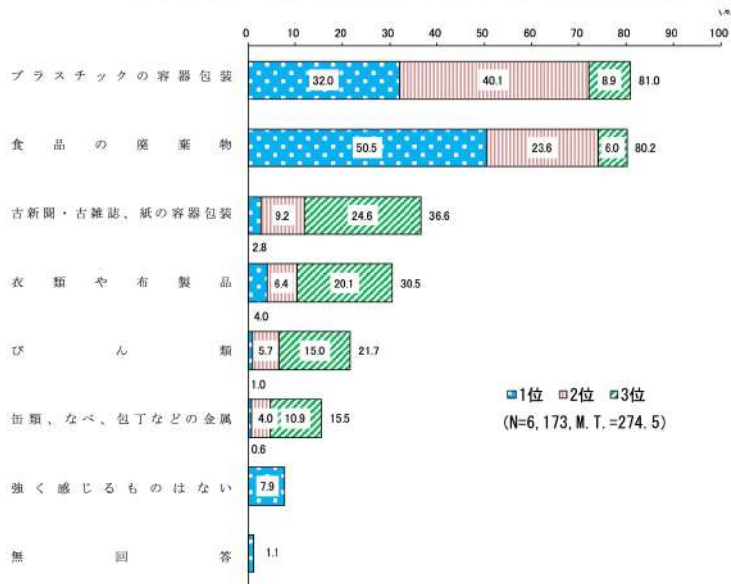 0 10 20 30 40 50 60 70 80 90 100
プラスチックの容器包装 32.0 40.1 8.9 81.0
食品の廃棄物 50.5 23.6 6.0 80.2
古新聞・古雑誌、紙の容器包装 9.2 24.6 36.6
2.8
衣類や布製品 6.4 20.1 30.5
4.0
びん類 5.7 15.0 21.7
1.0
缶類、なべ、包丁などの金属 4.0 10.9 15.5
0.6
1位 2位 3位
(N=6,173,M.T.=274.5)
強く感じるものはない 7.9
無回答 1.1